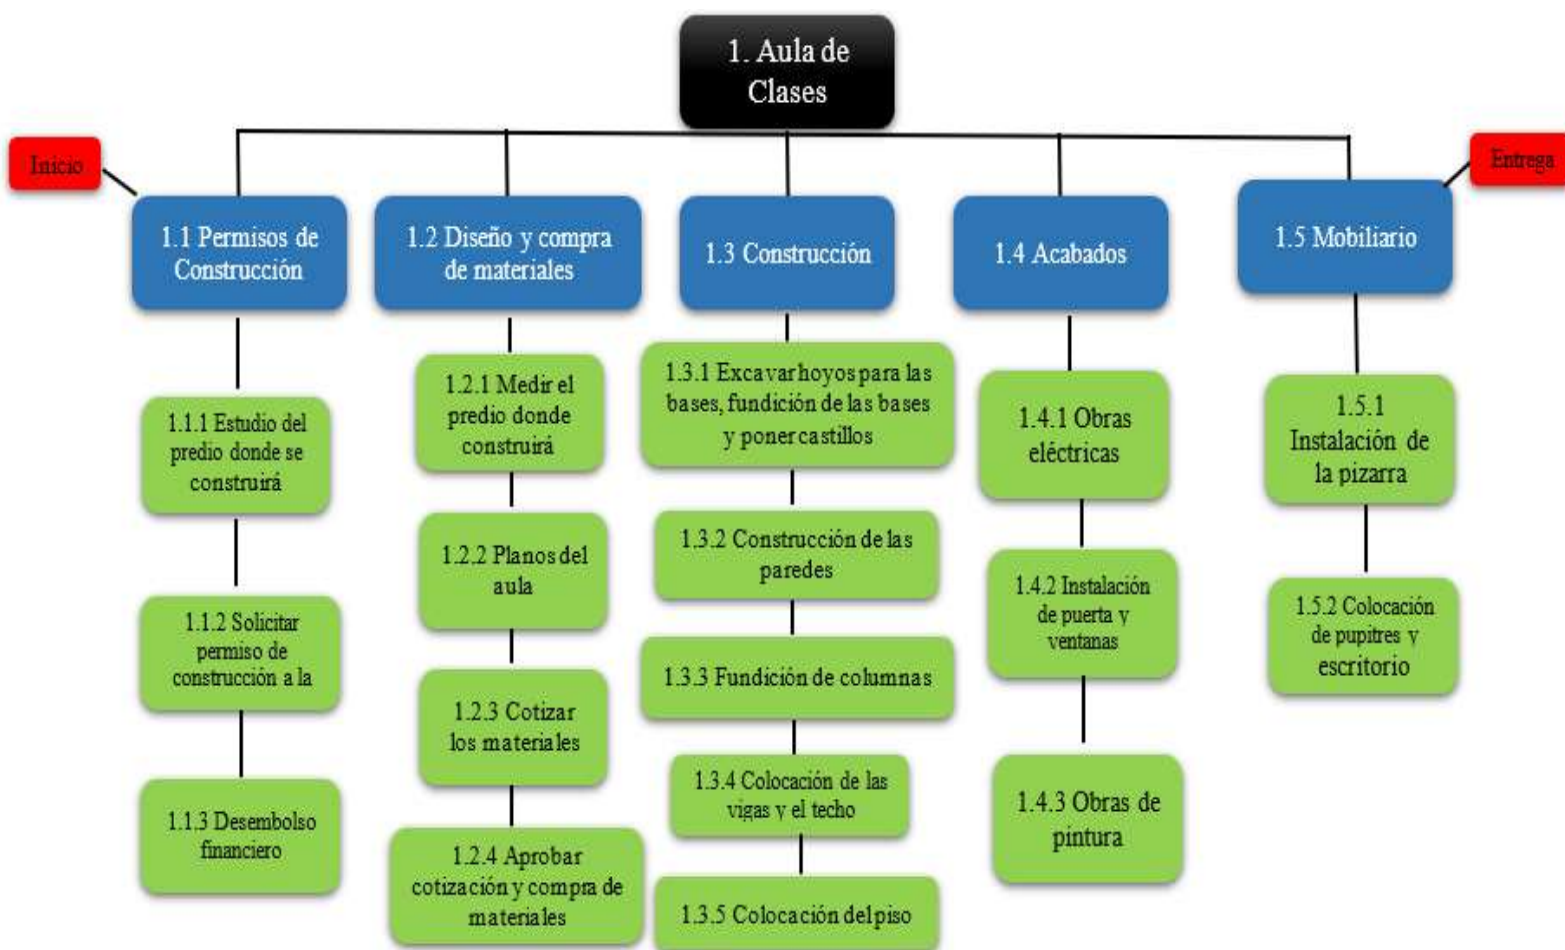 1. Aula de
Clases
Inicio
Entrega
1.1 Permisos de
Construcción
1.2 Diseño y compra
de materiales
1.3 Construcción
1.4 Acabados
1.5 Mobiliario
1.1.1 Estudio del
predio donde se
construirá
1.1.2 Solicitar
permiso de
construcción a la
1.1.3 Desembolso
financiero
1.2.1 Medir el
predio donde
construirá
1.2.2 Planos del
aula
1.2.3 Cotizar
los materiales
1.2.4 Aprobar
cotización y compra de
materiales
1.3.1 Excavar hoyos para las
bases, fundición de las bases
y poner castillos
1.3.2 Construcción de las
paredes
1.3.3 Fundición de columnas
1.3.4 Colocación de las
vigas y el techo
1.3.5 Colocación del piso
1.4.1 Obras
eléctricas
1.4.2 Instalación
de puerta y
ventanas
1.4.3 Obras de
pintura
1.5.1
Instalación de
la pizarra
1.5.2 Colocación
de pupitres y
escritorio